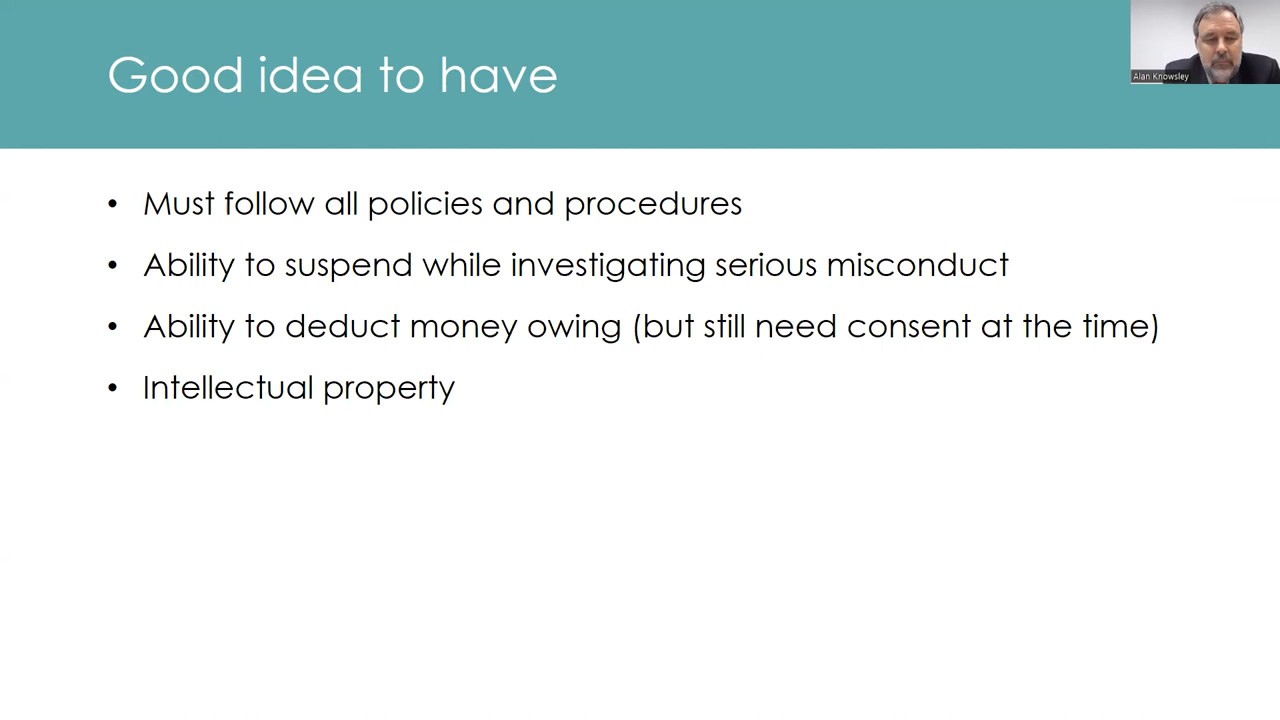 Good idea to have
Alan Knowsley
• Must follow all policies and procedures
• Ability to suspend while investigating serious misconduct
• Ability to deduct money owing (but still need consent at the time)
• Intellectual property